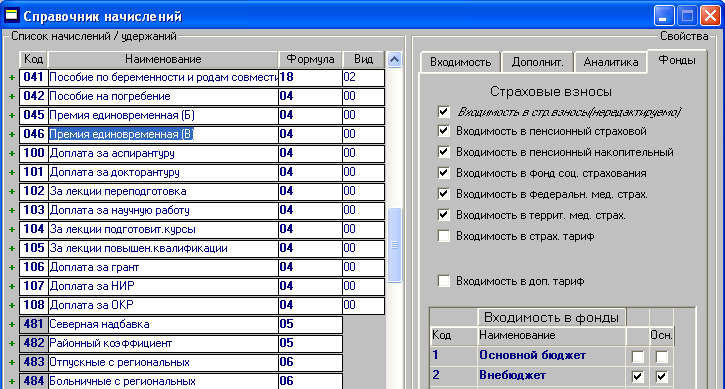 Справочник начислений
Список начислений / удержаний
Свойства
Код Наименование Формула Вид
+ 041 Пособие по беременности и родам совмести 18 02
+ 042 Пособие на погребение 04 00
+ 045 Премия единовременная (Б) 04 00
+ 046 Премия единовременная (В) 04 00
+ 100 Доплата за аспирантуру 04 00
+ 101 Доплата за докторантуру 04 00
+ 102 За лекции переподготовка 04 00
+ 103 Доплата за научную работу 04 00
+ 104 За лекции подготовит.курсы 04 00
+ 105 За лекции повышен.квалификации 04 00
+ 106 Доплата за грант 04 00
+ 107 Доплата за НИР 04 00
+ 108 Доплата за ОКР 04 00
+ 481 Северная надбавка 05
+ 482 Районный коэффициент 05
+ 483 Отпускные с региональных 06
+ 484 Больничные с региональных 06
Входимость Дополнит. Аналитика Фонды
Страховые взносы
Входимость в стр.взносы(нередактируемо)
Входимость в пенсионный страховой
Входимость в пенсионный накопительный
Входимость в фонд соц. страхования
Входимость в федеральн. мед. страх.
Входимость в террит. мед. страх.
Входимость в страх. тариф
Входимость в доп. тариф
Входимость в фонды
Код Наименование Осн.
1 Основной бюджет
2 Внебюджет